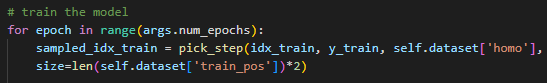 # train the model
for epoch in range(args.num_epochs):
    sampled_idx_train = pick_step(idx_train, y_train, self.dataset['homo'],
    size=len(self.dataset['train_pos'])*2)